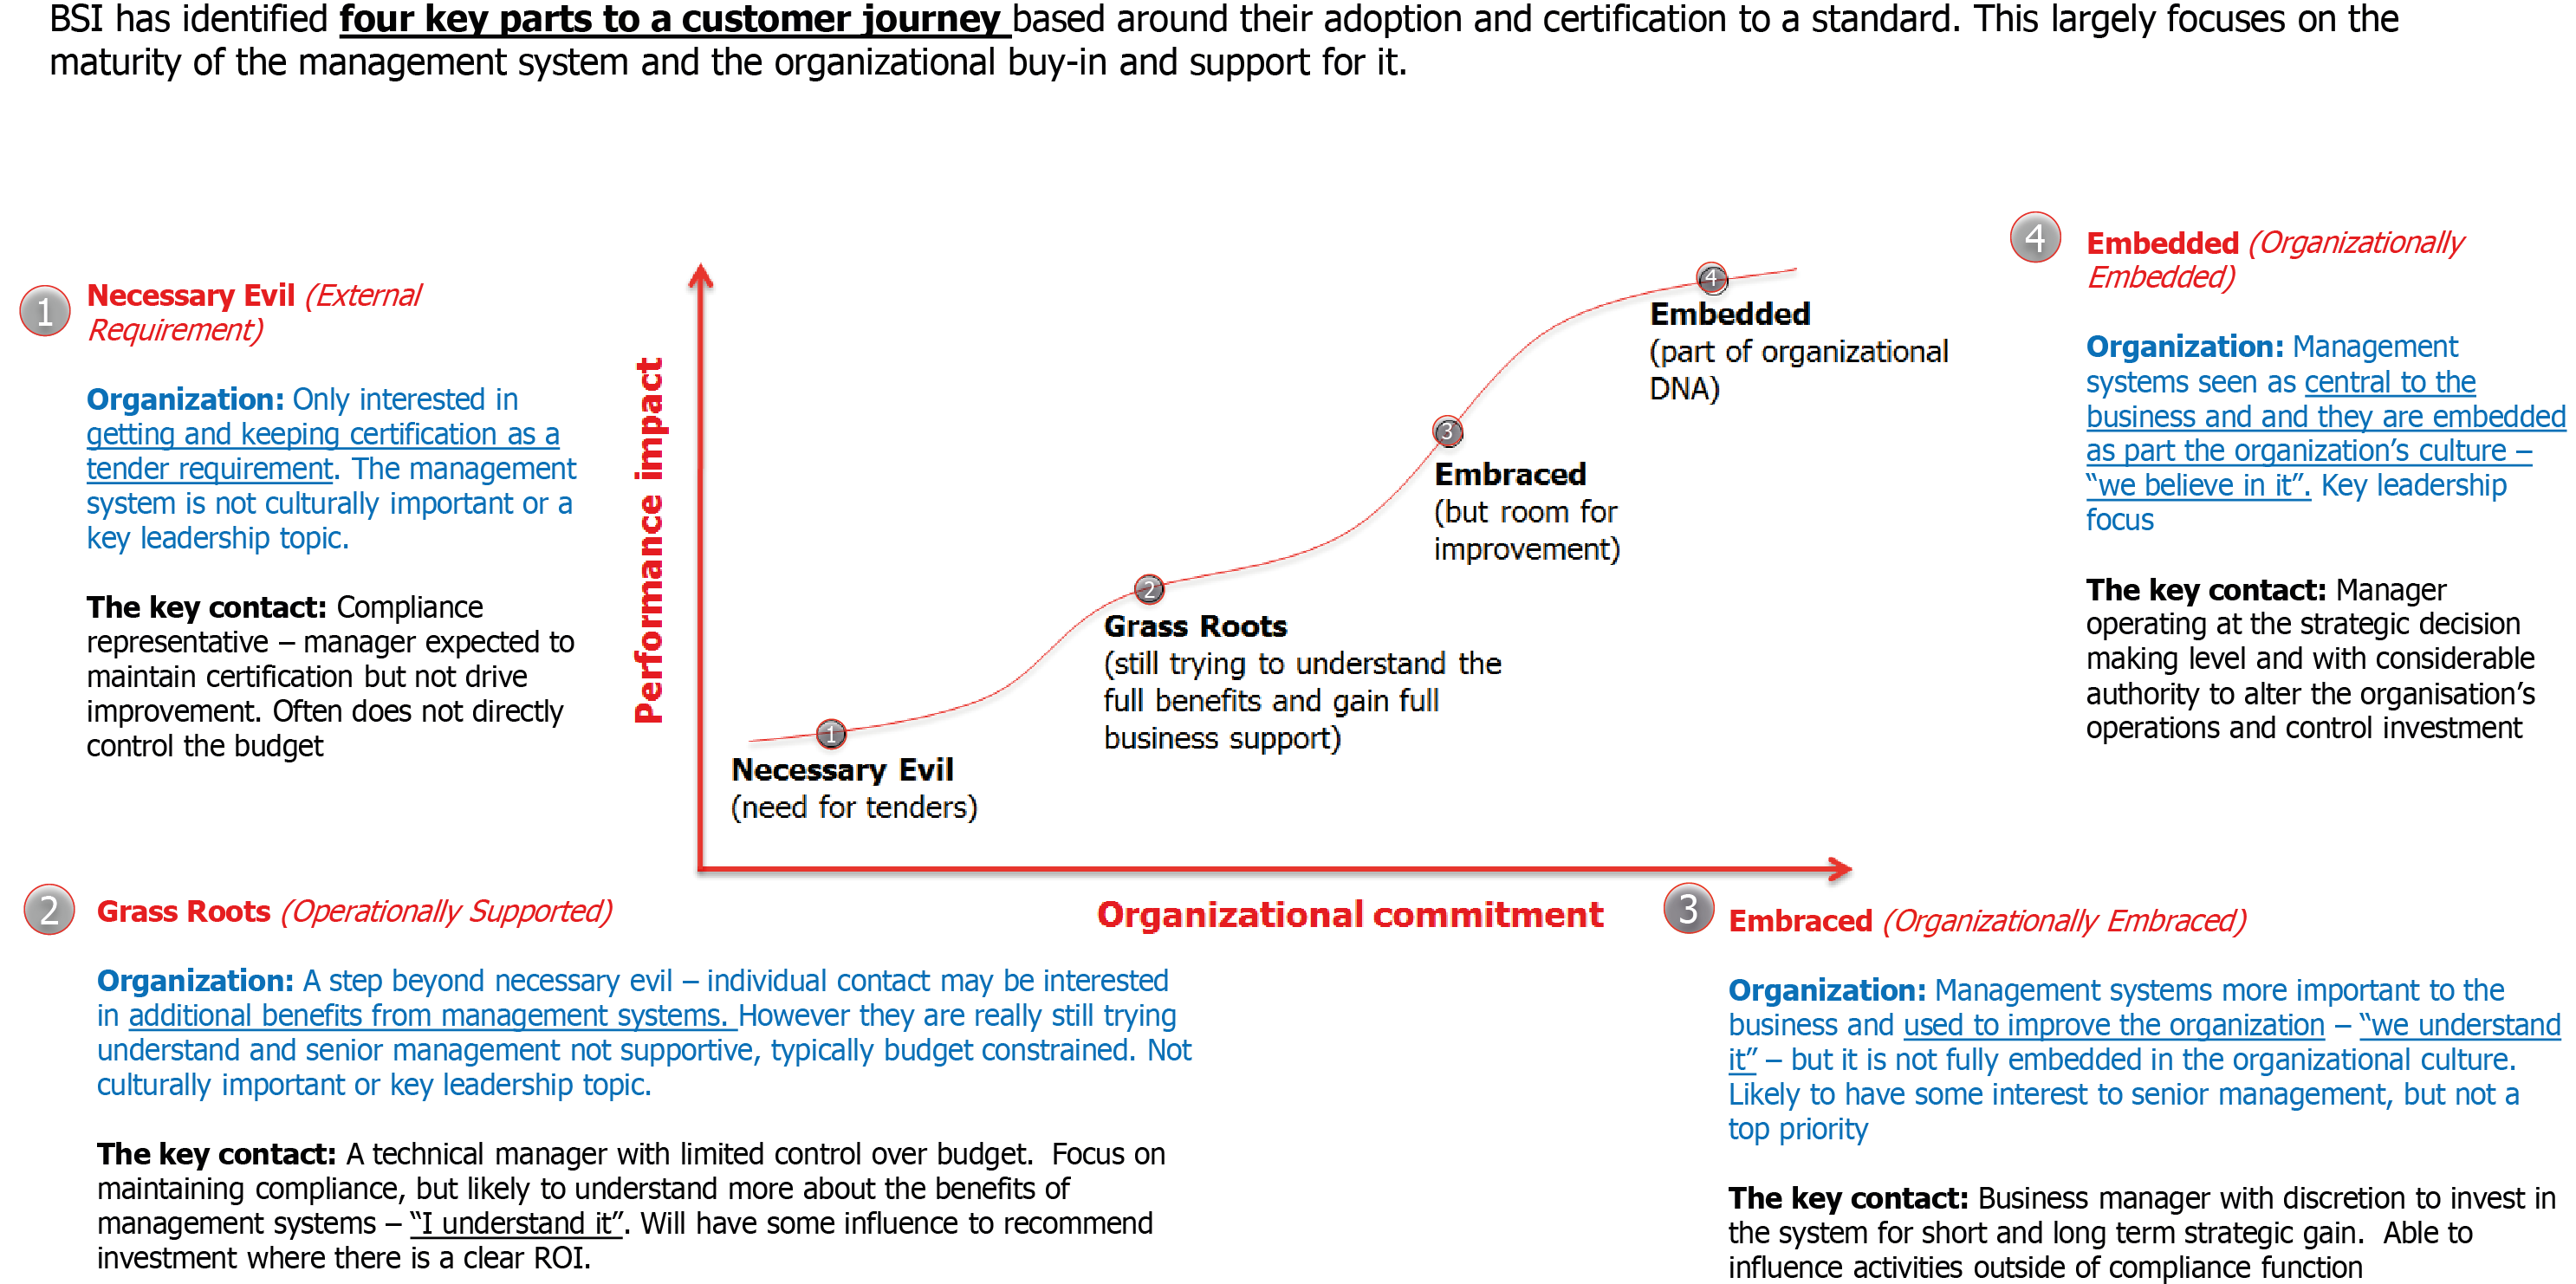 BSI has identified four key parts to a customer journey based around their adoption and certification to a standard. This largely focuses on the
maturity of the management system and the organizational buy-in and support for it.
1
Necessary Evil (External
Requirement)
Organization: Only interested in
getting and keeping certification as a
tender requirement. The management
system is not culturally important or a
key leadership topic.
The key contact: Compliance
representative – manager expected to
maintain certification but not drive
improvement. Often does not directly
control the budget
Performance impact
4
Embedded
(part of organizational
DNA)
3
Embraced
(but room for
improvement)
2
Grass Roots
(still trying to understand the
full benefits and gain full
business support)
1
Necessary Evil
(need for tenders)
Organizational commitment
4
Embedded (Organizationally
Embedded)
Organization: Management
systems seen as central to the
business and and they are embedded
as part the organization’s culture –
“we believe in it”. Key leadership
focus
The key contact: Manager
operating at the strategic decision
making level and with considerable
authority to alter the organisation’s
operations and control investment
2
Grass Roots (Operationally Supported)
Organization: A step beyond necessary evil – individual contact may be interested
in additional benefits from management systems. However they are really still trying
understand and senior management not supportive, typically budget constrained. Not
culturally important or key leadership topic.
The key contact: A technical manager with limited control over budget.  Focus on
maintaining compliance, but likely to understand more about the benefits of
management systems – “I understand it”. Will have some influence to recommend
investment where there is a clear ROI.
3
Embraced (Organizationally Embraced)
Organization: Management systems more important to the
business and used to improve the organization – “we understand
it” – but it is not fully embedded in the organizational culture.
Likely to have some interest to senior management, but not a
top priority
The key contact: Business manager with discretion to invest in
the system for short and long term strategic gain.  Able to
influence activities outside of compliance function